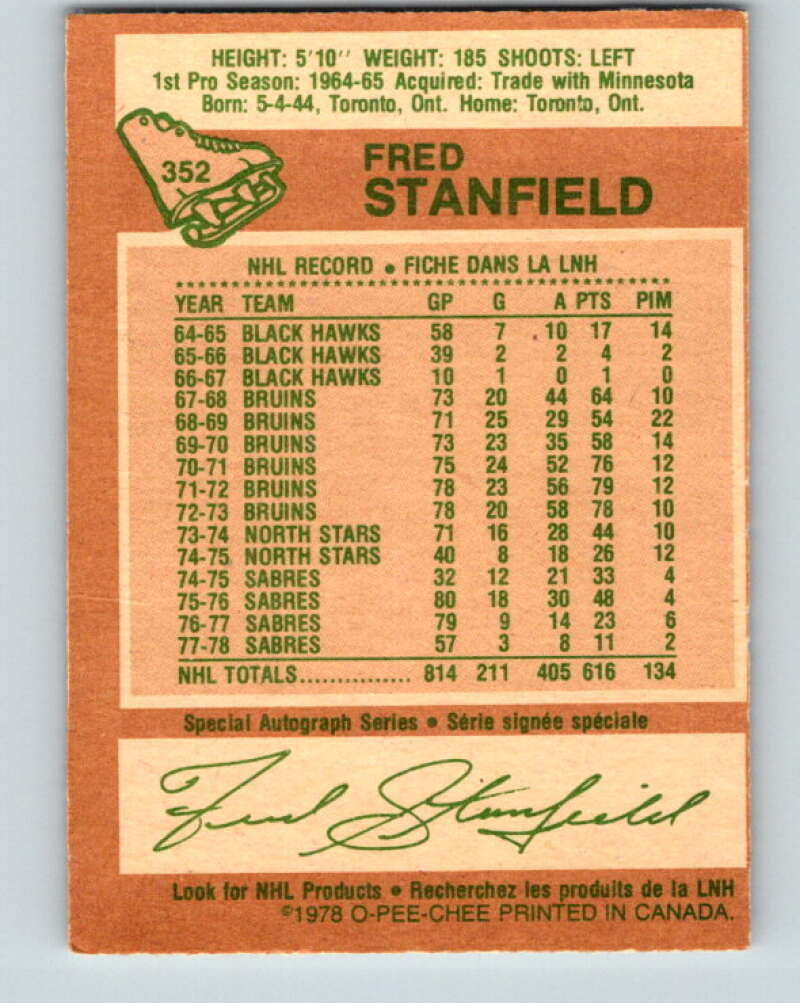 HEIGHT: 5'10'' WEIGHT: 185 SHOOTS: LEFT
1st Pro Season: 1964-65 Acquired: Trade with Minnesota
Born: 5-4-44, Toronto, Ont. Home: Toronto, Ont.
352
FRED
STANFIELD
NHL RECORD • FICHE DANS LA LNH
YEAR TEAM GP G A PTS PIM
64-65 BLACK HAWKS 58 7 10 17 14
65-66 BLACK HAWKS 39 2 2 4 2
66-67 BLACK HAWKS 10 1 0 1 0
67-68 BRUINS 73 20 44 64 10
68-69 BRUINS 71 25 29 54 22
69-70 BRUINS 73 23 35 58 14
70-71 BRUINS 75 24 52 76 12
71-72 BRUINS 78 23 56 79 12
72-73 BRUINS 78 20 58 78 10
73-74 NORTH STARS 71 16 28 44 10
74-75 NORTH STARS 40 8 18 26 12
74-75 SABRES 32 12 21 33 4
75-76 SABRES 80 18 30 48 4
76-77 SABRES 79 9 14 23 6
77-78 SABRES 57 3 8 11 2
NHL TOTALS............... 814 211 405 616 134
Special Autograph Series • Série signée spéciale
Fred Stanfield
Look for NHL Products • Recherchez les produits de la LNH
©1978 O-PEE-CHEE PRINTED IN CANADA.